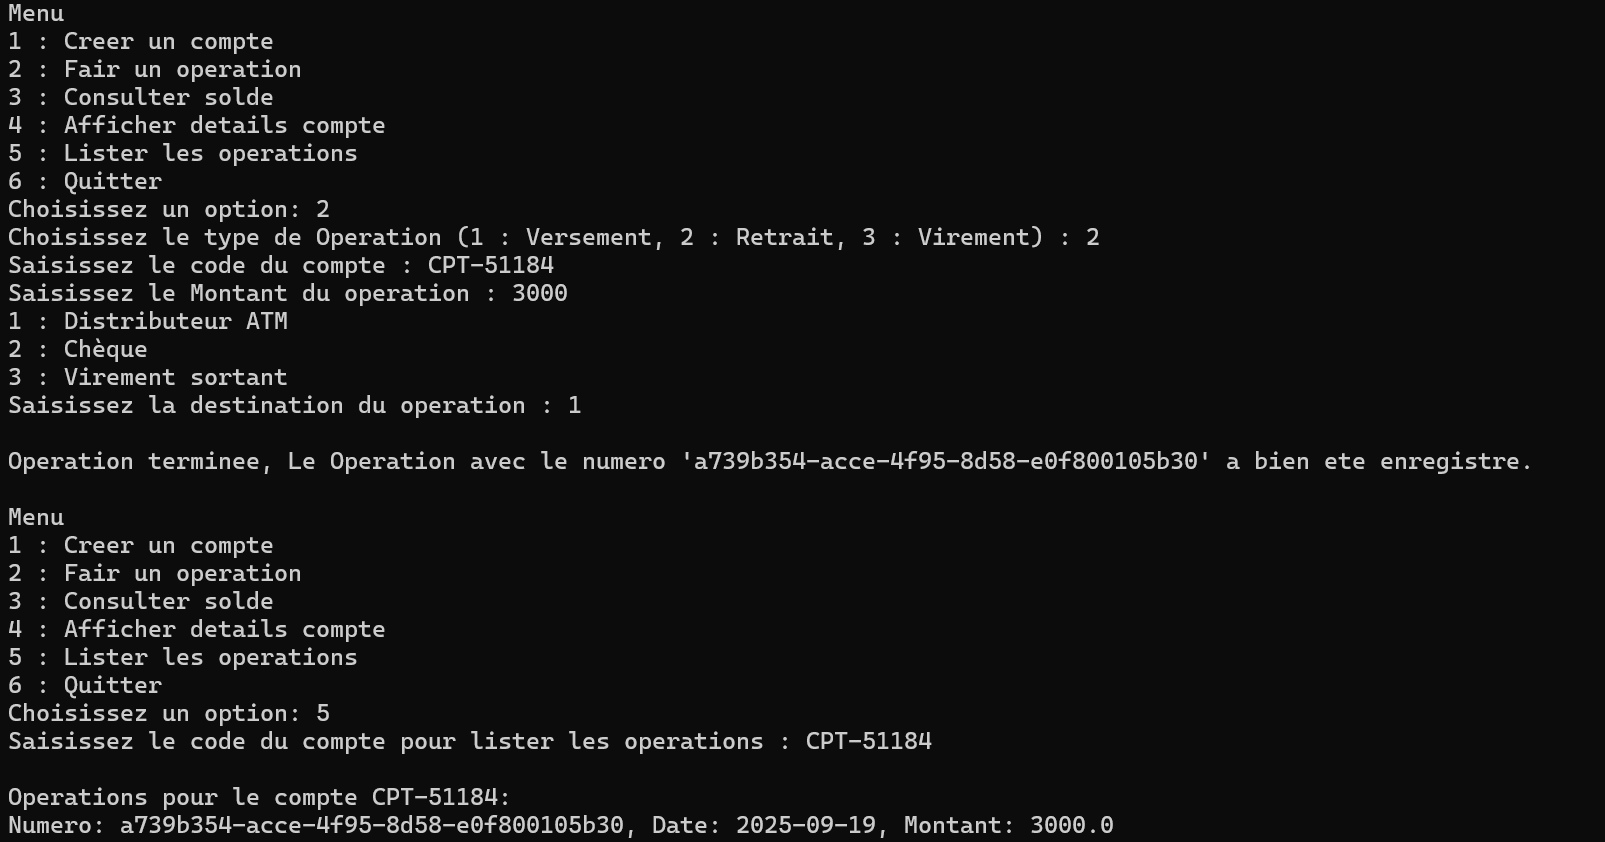 Menu
1 : Creer un compte
2 : Fair un operation
3 : Consulter solde
4 : Afficher details compte
5 : Lister les operations
6 : Quitter
Choisissez un option: 2
Choisissez le type de Operation (1 : Versement, 2 : Retrait, 3 : Virement) : 2
Saisissez le code du compte : CPT-51184
Saisissez le Montant du operation : 3000
1 : Distributeur ATM
2 : Chèque
3 : Virement sortant
Saisissez la destination du operation : 1
Operation terminee, Le Operation avec le numero 'a739b354-acce-4f95-8d58-e0f800105b30' a bien ete enregistre.
Menu
1 : Creer un compte
2 : Fair un operation
3 : Consulter solde
4 : Afficher details compte
5 : Lister les operations
6 : Quitter
Choisissez un option: 5
Saisissez le code du compte pour lister les operations : CPT-51184
Operations pour le compte CPT-51184:
Numero: a739b354-acce-4f95-8d58-e0f800105b30, Date: 2025-09-19, Montant: 3000.0